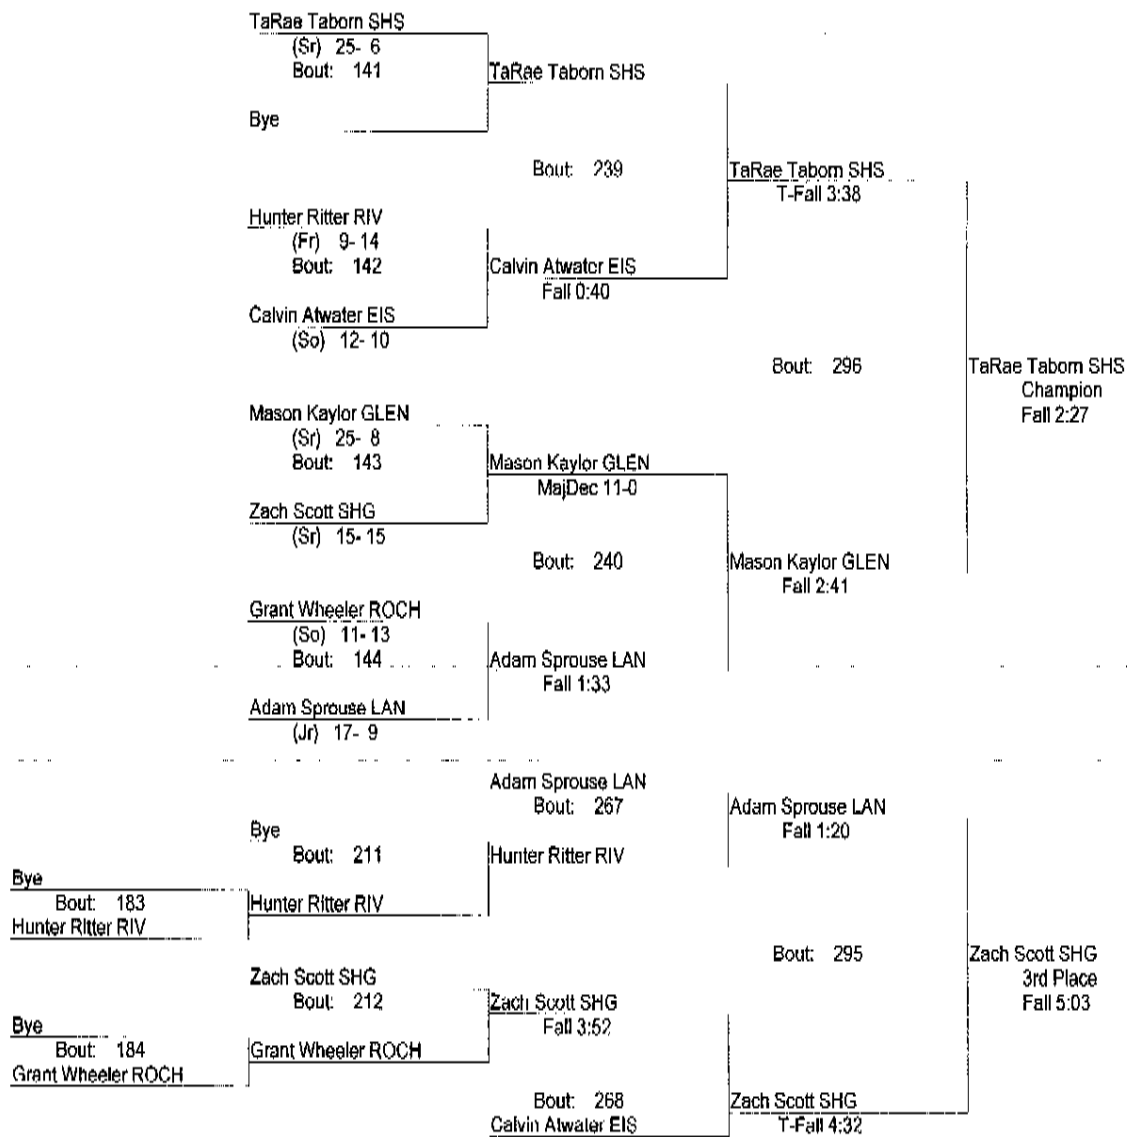 TaRae Taborn SHS
(Sr) 25- 6
Bout: 141
TaRae Taborn SHS
Bye
Bout: 239
TaRae Taborn SHS
T-Fall 3:38
Hunter Ritter RIV
(Fr) 9- 14
Bout: 142
Calvin Atwater EIS
Fall 0:40
Calvin Atwater EIS
(So) 12- 10
Bout: 296
TaRae Taborn SHS
Champion
Fall 2:27
Mason Kaylor GLEN
(Sr) 25- 8
Bout: 143
Mason Kaylor GLEN
MajDec 11-0
Zach Scott SHG
(Sr) 15- 15
Bout: 240
Mason Kaylor GLEN
Fall 2:41
Grant Wheeler ROCH
(So) 11- 13
Bout: 144
Adam Sprouse LAN
Fall 1:33
Adam Sprouse LAN
(Jr) 17- 9
Adam Sprouse LAN
Bout: 267
Adam Sprouse LAN
Fall 1:20
Bye
Bout: 211
Hunter Ritter RIV
Bye
Bout: 183
Hunter Ritter RIV
Hunter Ritter RIV
Bout: 295
Zach Scott SHG
3rd Place
Fall 5:03
Zach Scott SHG
Bout: 212
Zach Scott SHG
Fall 3:52
Bye
Bout: 184
Grant Wheeler ROCH
Grant Wheeler ROCH
Bout: 268
Calvin Atwater EIS
Zach Scott SHG
T-Fall 4:32